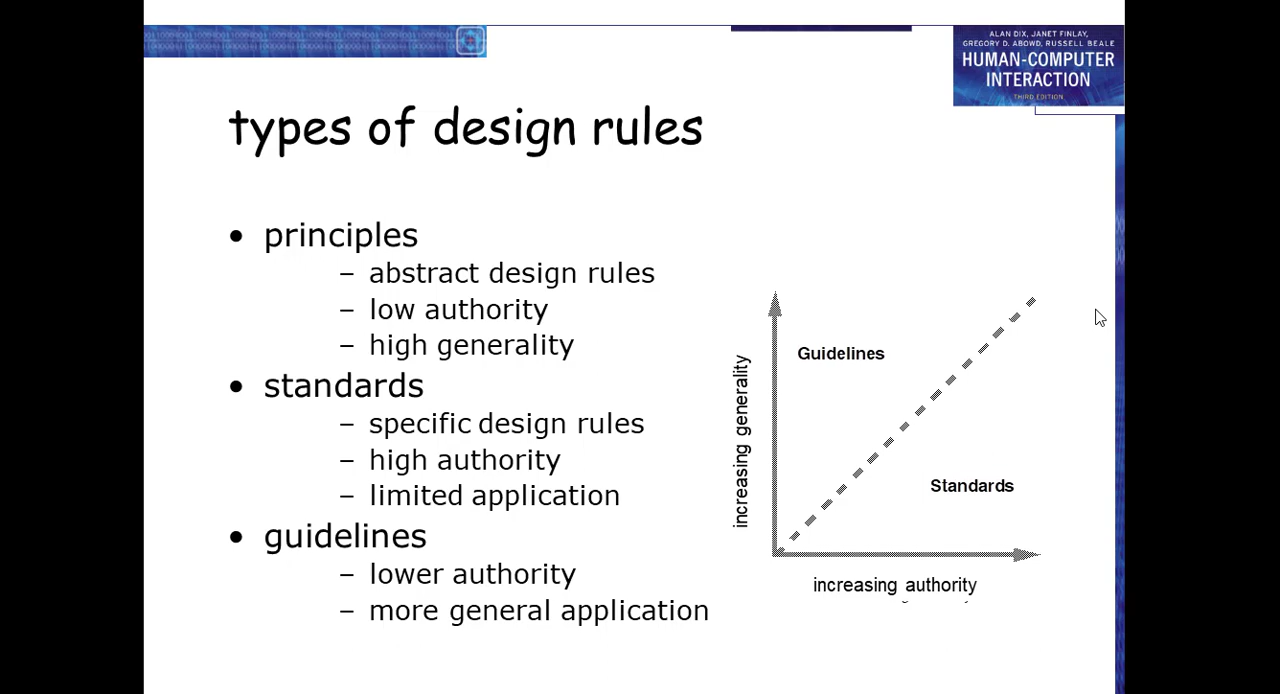 ALAN DIX, JANET FINLAY,
GREGORY D. ABOWD, RUSSELL BEALE
HUMAN-COMPUTER
INTERACTION
THIRD EDITION
types of design rules
• principles
– abstract design rules
– low authority
– high generality
• standards
– specific design rules
– high authority
– limited application
• guidelines
– lower authority
– more general application
increasing generality
Guidelines
Standards
increasing authority